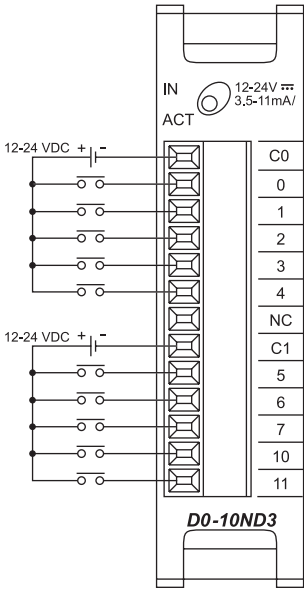 IN
12-24V ⎓
3.5-11mA/
ACT
12-24 VDC + -
C0
0
1
2
3
4
NC
12-24 VDC + -
C1
5
6
7
10
11
D0-10ND3